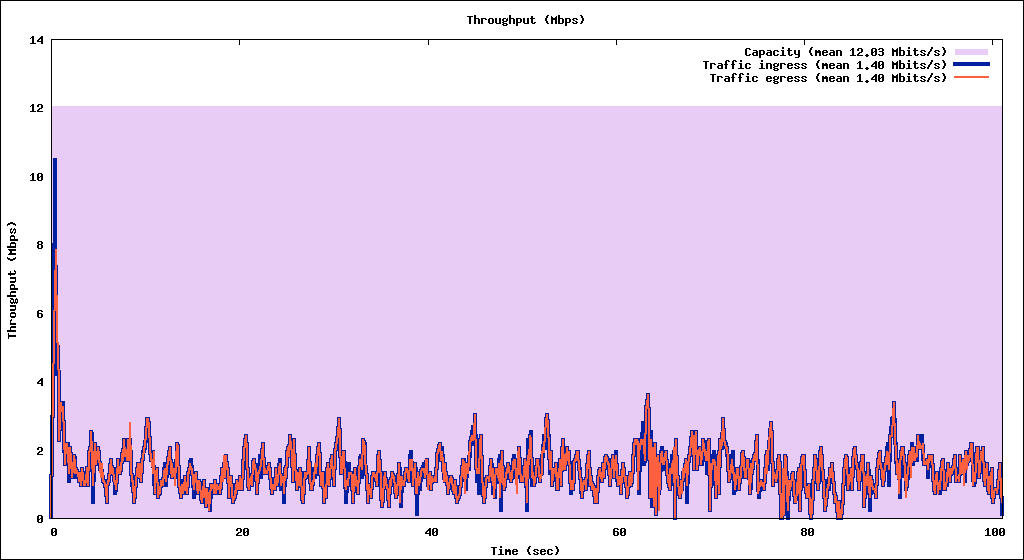 Throughput (Mbps)
14
Capacity (mean 12.03 Mbits/s)
Traffic ingress (mean 1.40 Mbits/s)
Traffic egress (mean 1.40 Mbits/s)
12
10
8
6
4
2
0
Throughput (Mbps)
0 20 40 60 80 100
Time (sec)